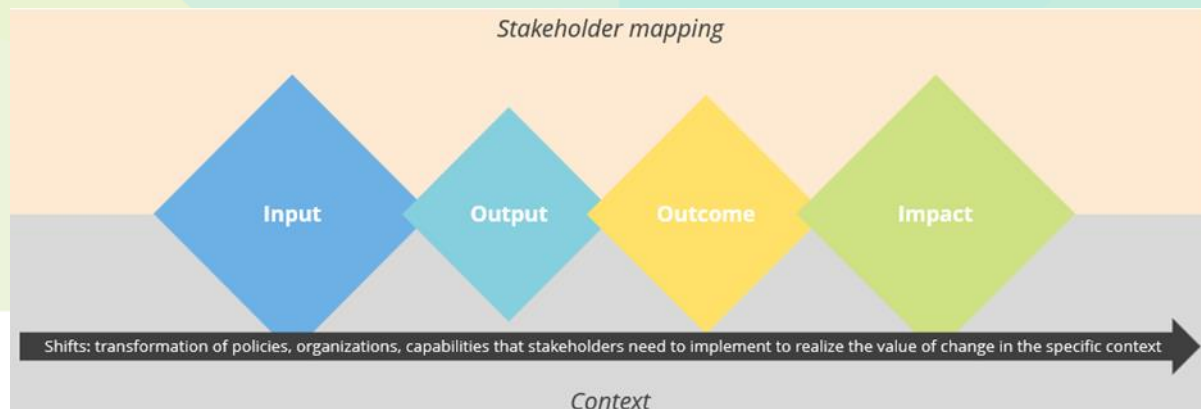 Stakeholder mapping
Input
Output
Outcome
Impact
Shifts: transformation of policies, organizations, capabilities that stakeholders need to implement to realize the value of change in the specific context
Context